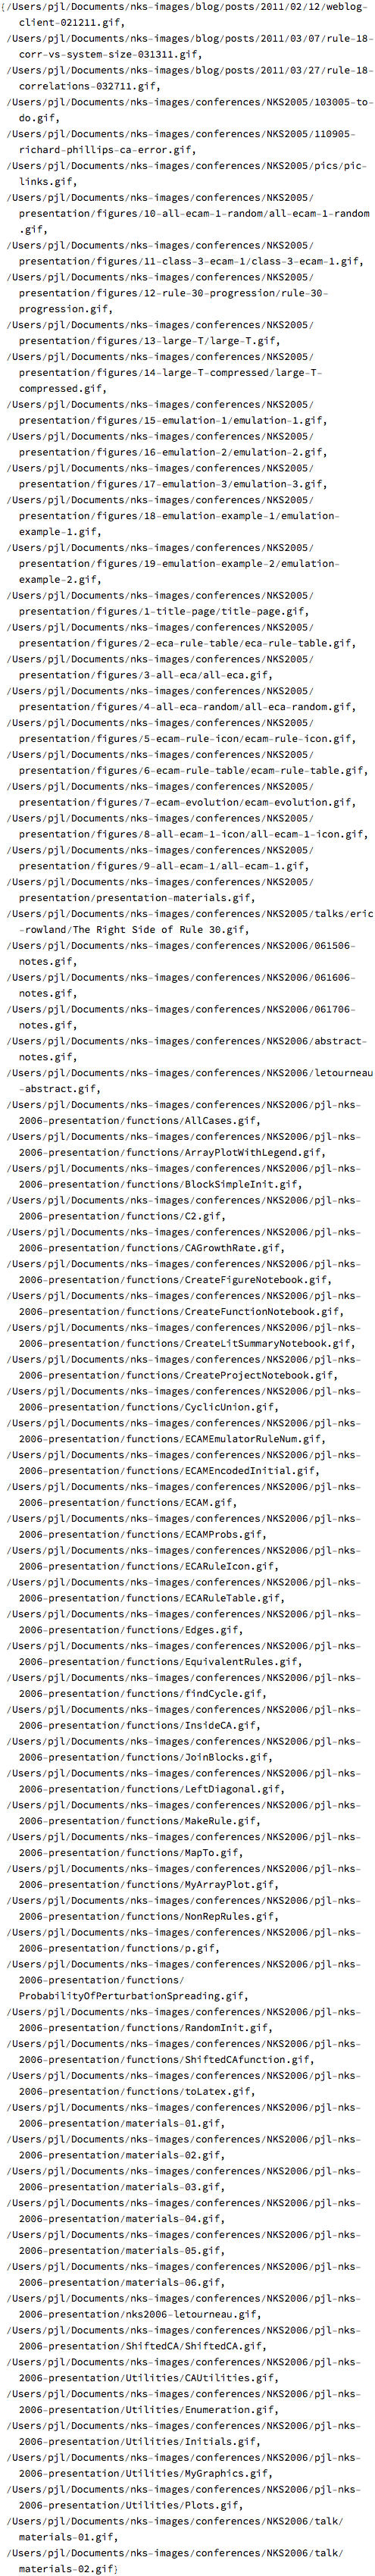 {/Users/pjl/Documents/nks-images/blog/posts/2011/02/12/weblog-
client-021211.gif,
/Users/pjl/Documents/nks-images/blog/posts/2011/03/07/rule-18-
corr-vs-system-size-031311.gif,
/Users/pjl/Documents/nks-images/blog/posts/2011/03/27/rule-18-
correlations-032711.gif,
/Users/pjl/Documents/nks-images/conferences/NKS2005/103005-to-
do.gif,
/Users/pjl/Documents/nks-images/conferences/NKS2005/110905-
richard-phillips-ca-error.gif,
/Users/pjl/Documents/nks-images/conferences/NKS2005/pics/pic-
links.gif,
/Users/pjl/Documents/nks-images/conferences/NKS2005/
presentation/figures/10-all-ecam-1-random/all-ecam-1-random
.gif,
/Users/pjl/Documents/nks-images/conferences/NKS2005/
presentation/figures/11-class-3-ecam-1/class-3-ecam-1.gif,
/Users/pjl/Documents/nks-images/conferences/NKS2005/
presentation/figures/12-rule-30-progression/rule-30-
progression.gif,
/Users/pjl/Documents/nks-images/conferences/NKS2005/
presentation/figures/13-large-T/large-T.gif,
/Users/pjl/Documents/nks-images/conferences/NKS2005/
presentation/figures/14-large-T-compressed/large-T-
compressed.gif,
/Users/pjl/Documents/nks-images/conferences/NKS2005/
presentation/figures/15-emulation-1/emulation-1.gif,
/Users/pjl/Documents/nks-images/conferences/NKS2005/
presentation/figures/16-emulation-2/emulation-2.gif,
/Users/pjl/Documents/nks-images/conferences/NKS2005/
presentation/figures/17-emulation-3/emulation-3.gif,
/Users/pjl/Documents/nks-images/conferences/NKS2005/
presentation/figures/18-emulation-example-1/emulation-
example-1.gif,
/Users/pjl/Documents/nks-images/conferences/NKS2005/
presentation/figures/19-emulation-example-2/emulation-
example-2.gif,
/Users/pjl/Documents/nks-images/conferences/NKS2005/
presentation/figures/1-title-page/title-page.gif,
/Users/pjl/Documents/nks-images/conferences/NKS2005/
presentation/figures/2-eca-rule-table/eca-rule-table.gif,
/Users/pjl/Documents/nks-images/conferences/NKS2005/
presentation/figures/3-all-eca/all-eca.gif,
/Users/pjl/Documents/nks-images/conferences/NKS2005/
presentation/figures/4-all-eca-random/all-eca-random.gif,
/Users/pjl/Documents/nks-images/conferences/NKS2005/
presentation/figures/5-ecam-rule-icon/ecam-rule-icon.gif,
/Users/pjl/Documents/nks-images/conferences/NKS2005/
presentation/figures/6-ecam-rule-table/ecam-rule-table.gif,
/Users/pjl/Documents/nks-images/conferences/NKS2005/
presentation/figures/7-ecam-evolution/ecam-evolution.gif,
/Users/pjl/Documents/nks-images/conferences/NKS2005/
presentation/figures/8-all-ecam-1-icon/all-ecam-1-icon.gif,
/Users/pjl/Documents/nks-images/conferences/NKS2005/
presentation/figures/9-all-ecam-1/all-ecam-1.gif,
/Users/pjl/Documents/nks-images/conferences/NKS2005/
presentation/presentation-materials.gif,
/Users/pjl/Documents/nks-images/conferences/NKS2005/talks/eric
-rowland/The Right Side of Rule 30.gif,
/Users/pjl/Documents/nks-images/conferences/NKS2006/061506-
notes.gif,
/Users/pjl/Documents/nks-images/conferences/NKS2006/061606-
notes.gif,
/Users/pjl/Documents/nks-images/conferences/NKS2006/061706-
notes.gif,
/Users/pjl/Documents/nks-images/conferences/NKS2006/abstract-
notes.gif,
/Users/pjl/Documents/nks-images/conferences/NKS2006/letourneau
-abstract.gif,
/Users/pjl/Documents/nks-images/conferences/NKS2006/pjl-nks-
2006-presentation/functions/AllCases.gif,
/Users/pjl/Documents/nks-images/conferences/NKS2006/pjl-nks-
2006-presentation/functions/ArrayPlotWithLegend.gif,
/Users/pjl/Documents/nks-images/conferences/NKS2006/pjl-nks-
2006-presentation/functions/BlockSimpleInit.gif,
/Users/pjl/Documents/nks-images/conferences/NKS2006/pjl-nks-
2006-presentation/functions/C2.gif,
/Users/pjl/Documents/nks-images/conferences/NKS2006/pjl-nks-
2006-presentation/functions/CAGrowthRate.gif,
/Users/pjl/Documents/nks-images/conferences/NKS2006/pjl-nks-
2006-presentation/functions/CreateFigureNotebook.gif,
/Users/pjl/Documents/nks-images/conferences/NKS2006/pjl-nks-
2006-presentation/functions/CreateFunctionNotebook.gif,
/Users/pjl/Documents/nks-images/conferences/NKS2006/pjl-nks-
2006-presentation/functions/CreateLitSummaryNotebook.gif,
/Users/pjl/Documents/nks-images/conferences/NKS2006/pjl-nks-
2006-presentation/functions/CreateProjectNotebook.gif,
/Users/pjl/Documents/nks-images/conferences/NKS2006/pjl-nks-
2006-presentation/functions/CyclicUnion.gif,
/Users/pjl/Documents/nks-images/conferences/NKS2006/pjl-nks-
2006-presentation/functions/ECAMEmulatorRuleNum.gif,
/Users/pjl/Documents/nks-images/conferences/NKS2006/pjl-nks-
2006-presentation/functions/ECAMEncodedInitial.gif,
/Users/pjl/Documents/nks-images/conferences/NKS2006/pjl-nks-
2006-presentation/functions/ECAM.gif,
/Users/pjl/Documents/nks-images/conferences/NKS2006/pjl-nks-
2006-presentation/functions/ECAMProbs.gif,
/Users/pjl/Documents/nks-images/conferences/NKS2006/pjl-nks-
2006-presentation/functions/ECARuleIcon.gif,
/Users/pjl/Documents/nks-images/conferences/NKS2006/pjl-nks-
2006-presentation/functions/ECARuleTable.gif,
/Users/pjl/Documents/nks-images/conferences/NKS2006/pjl-nks-
2006-presentation/functions/Edges.gif,
/Users/pjl/Documents/nks-images/conferences/NKS2006/pjl-nks-
2006-presentation/functions/EquivalentRules.gif,
/Users/pjl/Documents/nks-images/conferences/NKS2006/pjl-nks-
2006-presentation/functions/findCycle.gif,
/Users/pjl/Documents/nks-images/conferences/NKS2006/pjl-nks-
2006-presentation/functions/InsideCA.gif,
/Users/pjl/Documents/nks-images/conferences/NKS2006/pjl-nks-
2006-presentation/functions/JoinBlocks.gif,
/Users/pjl/Documents/nks-images/conferences/NKS2006/pjl-nks-
2006-presentation/functions/LeftDiagonal.gif,
/Users/pjl/Documents/nks-images/conferences/NKS2006/pjl-nks-
2006-presentation/functions/MakeRule.gif,
/Users/pjl/Documents/nks-images/conferences/NKS2006/pjl-nks-
2006-presentation/functions/MapTo.gif,
/Users/pjl/Documents/nks-images/conferences/NKS2006/pjl-nks-
2006-presentation/functions/MyArrayPlot.gif,
/Users/pjl/Documents/nks-images/conferences/NKS2006/pjl-nks-
2006-presentation/functions/NonRepRules.gif,
/Users/pjl/Documents/nks-images/conferences/NKS2006/pjl-nks-
2006-presentation/functions/p.gif,
/Users/pjl/Documents/nks-images/conferences/NKS2006/pjl-nks-
2006-presentation/functions/
ProbabilityOfPerturbationSpreading.gif,
/Users/pjl/Documents/nks-images/conferences/NKS2006/pjl-nks-
2006-presentation/functions/RandomInit.gif,
/Users/pjl/Documents/nks-images/conferences/NKS2006/pjl-nks-
2006-presentation/functions/ShiftedCAfunction.gif,
/Users/pjl/Documents/nks-images/conferences/NKS2006/pjl-nks-
2006-presentation/functions/toLatex.gif,
/Users/pjl/Documents/nks-images/conferences/NKS2006/pjl-nks-
2006-presentation/materials-01.gif,
/Users/pjl/Documents/nks-images/conferences/NKS2006/pjl-nks-
2006-presentation/materials-02.gif,
/Users/pjl/Documents/nks-images/conferences/NKS2006/pjl-nks-
2006-presentation/materials-03.gif,
/Users/pjl/Documents/nks-images/conferences/NKS2006/pjl-nks-
2006-presentation/materials-04.gif,
/Users/pjl/Documents/nks-images/conferences/NKS2006/pjl-nks-
2006-presentation/materials-05.gif,
/Users/pjl/Documents/nks-images/conferences/NKS2006/pjl-nks-
2006-presentation/materials-06.gif,
/Users/pjl/Documents/nks-images/conferences/NKS2006/pjl-nks-
2006-presentation/nks2006-letourneau.gif,
/Users/pjl/Documents/nks-images/conferences/NKS2006/pjl-nks-
2006-presentation/ShiftedCA/ShiftedCA.gif,
/Users/pjl/Documents/nks-images/conferences/NKS2006/pjl-nks-
2006-presentation/Utilities/CAUtilities.gif,
/Users/pjl/Documents/nks-images/conferences/NKS2006/pjl-nks-
2006-presentation/Utilities/Enumeration.gif,
/Users/pjl/Documents/nks-images/conferences/NKS2006/pjl-nks-
2006-presentation/Utilities/Initials.gif,
/Users/pjl/Documents/nks-images/conferences/NKS2006/pjl-nks-
2006-presentation/Utilities/MyGraphics.gif,
/Users/pjl/Documents/nks-images/conferences/NKS2006/pjl-nks-
2006-presentation/Utilities/Plots.gif,
/Users/pjl/Documents/nks-images/conferences/NKS2006/talk/
materials-01.gif,
/Users/pjl/Documents/nks-images/conferences/NKS2006/talk/
materials-02.gif}